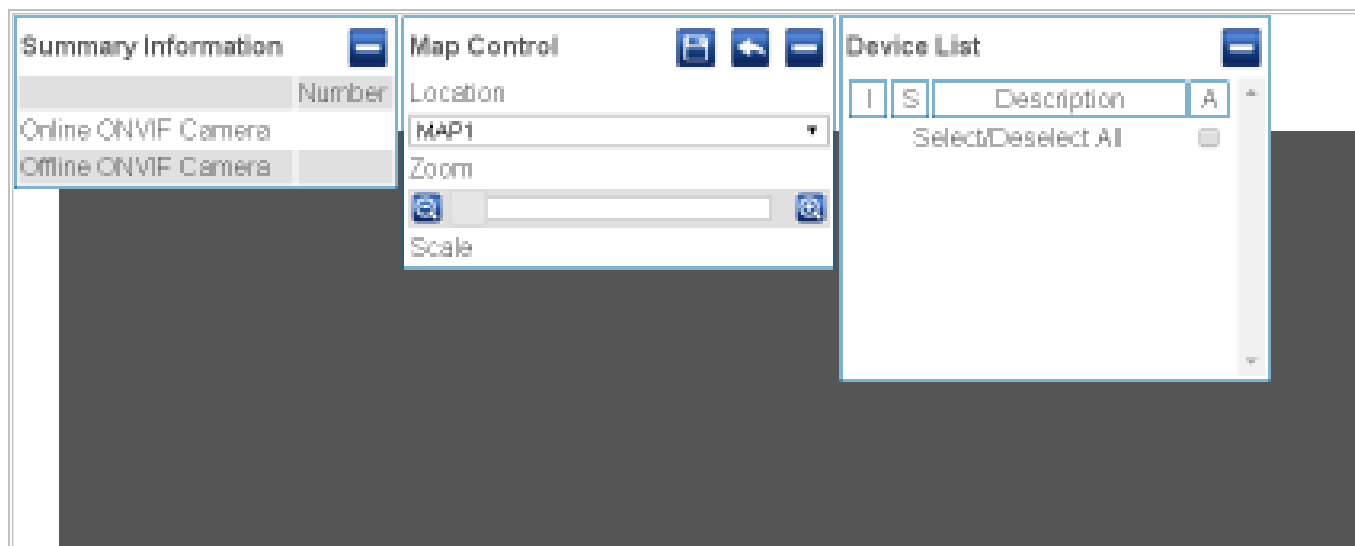 Summary Information
Number
Online ONVIF Camera
Offline ONVIF Camera
Map Control
Location
MAP1
Zoom
Scale
Device List
I S Description A
Select/Deselect All